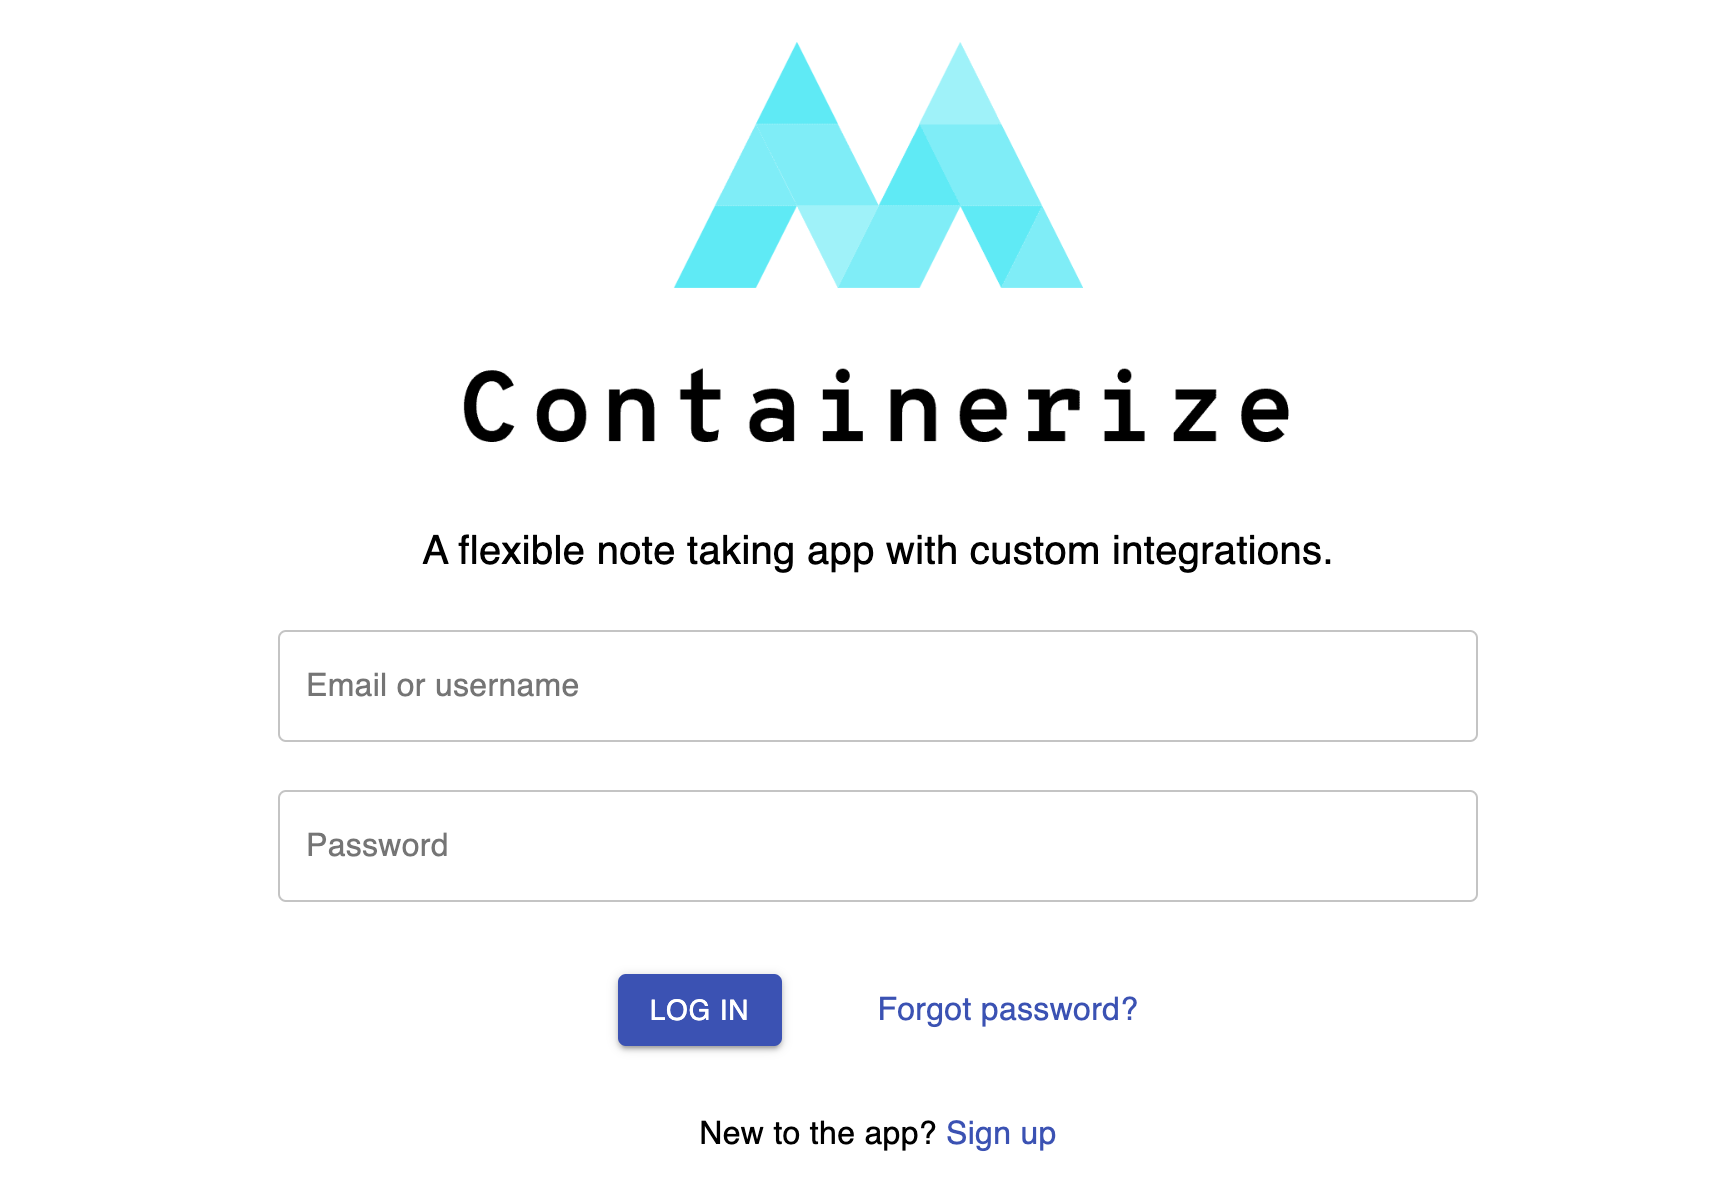 Containerize
A flexible note taking app with custom integrations.
Email or username
Password
LOG IN
Forgot password?
New to the app? Sign up